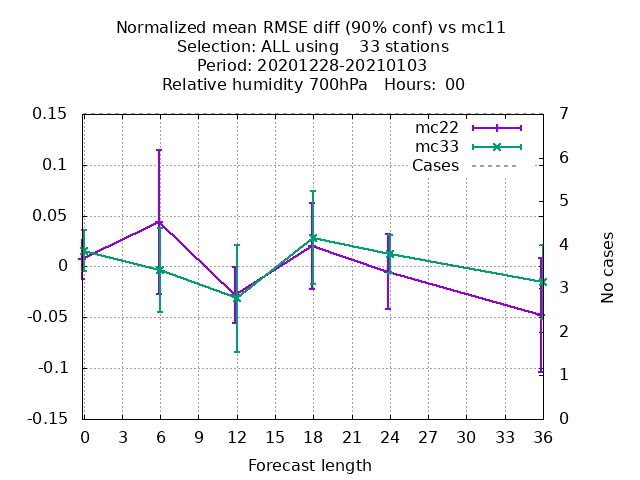 Normalized mean RMSE diff (90% conf) vs mc11
Selection: ALL using    33 stations
Period: 20201228-20210103
Relative humidity 700hPa   Hours:  00
mc22
mc33
Cases
0.15
0.1
0.05
0
-0.05
-0.1
-0.15
7
6
5
4
3
2
1
0
No cases
0 3 6 9 12 15 18 21 24 27 30 33 36
Forecast length